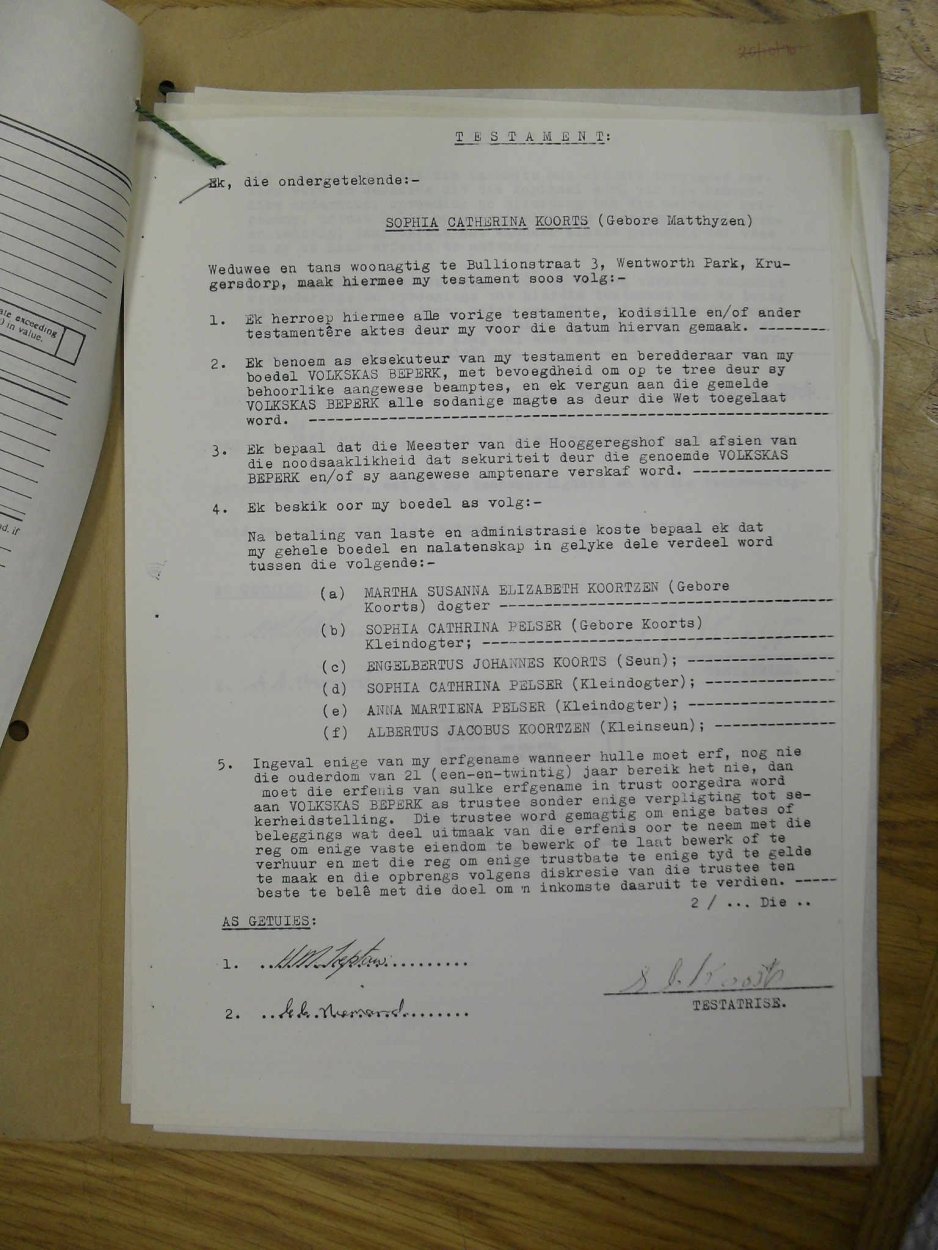 T E S T A M E N T:
Ek, die ondergetekende:-
SOPHIA CATHERINA KOORTS (Gebore Matthyzen)
Weduwee en tans woonagtig te Bullionstraat 3, Wentworth Park, Kru-
gersdorp, maak hiermee my testament soos volg:-
1. Ek herroep hiermee alle vorige testamente, kodisille en/of ander
testamentêre aktes deur my voor die datum hiervan gemaak. --------
2. Ek benoem as eksekuteur van my testament en beredderaar van my
boedel VOLKSKAS BEPERK, met bevoegdheid om op te tree deur sy
behoorlike aangewese beamptes, en ek vergun aan die gemelde
VOLKSKAS BEPERK alle sodanige magte as deur die Wet toegelaat
word. --------
3. Ek bepaal dat die Meester van die Hooggeregshof sal afsien van
die noodsaaklikheid dat sekuriteit deur die genoemde VOLKSKAS
BEPERK en/of sy aangewese amptenare verskaf word. --------
4. Ek beskik oor my boedel as volg:-
Na betaling van laste en administrasie koste bepaal ek dat
my gehele boedel en nalatenskap in gelyke dele verdeel word
tussen die volgende:-
(a) MARTHA SUSANNA ELIZABETH KOORTZEN (Gebore
Koorts) dogter --------
(b) SOPHIA CATHRINA PELSER (Gebore Koorts)
Kleindogter; --------
(c) ENGELBERTUS JOHANNES KOORTS (Seun); --------
(d) SOPHIA CATHRINA PELSER (Kleindogter); --------
(e) ANNA MARTIENA PELSER (Kleindogter); --------
(f) ALBERTUS JACOBUS KOORTZEN (Kleinseun); --------
5. Ingeval enige van my erfgename wanneer hulle moet erf, nog nie
die ouderdom van 21 (een-en-twintig) jaar bereik het nie, dan
moet die erfenis van sulke erfgename in trust oorgedra word
aan VOLKSKAS BEPERK as trustee sonder enige verpligting tot se-
kerheidstelling. Die trustee word gemagtig om enige bates of
beleggings wat deel uitmaak van die erfenis oor te neem met die
reg om enige vaste eiendom te bewerk of te laat bewerk of te
verhuur en met die reg om enige trustbate te enige tyd te gelde
te maak en die opbrengs volgens diskresie van die trustee ten
beste te belê met die doel om 'n inkomste daaruit te verdien. -----
2 / ... Die ..
AS GETUIES:
1.
2.
S C. Koorts
TESTATRISE.
ate exceeding
) in value.
d. if